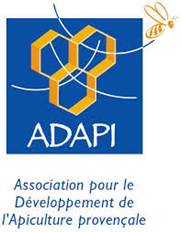 ADAPI
Association pour le
Développement de
l'Apiculture provençale